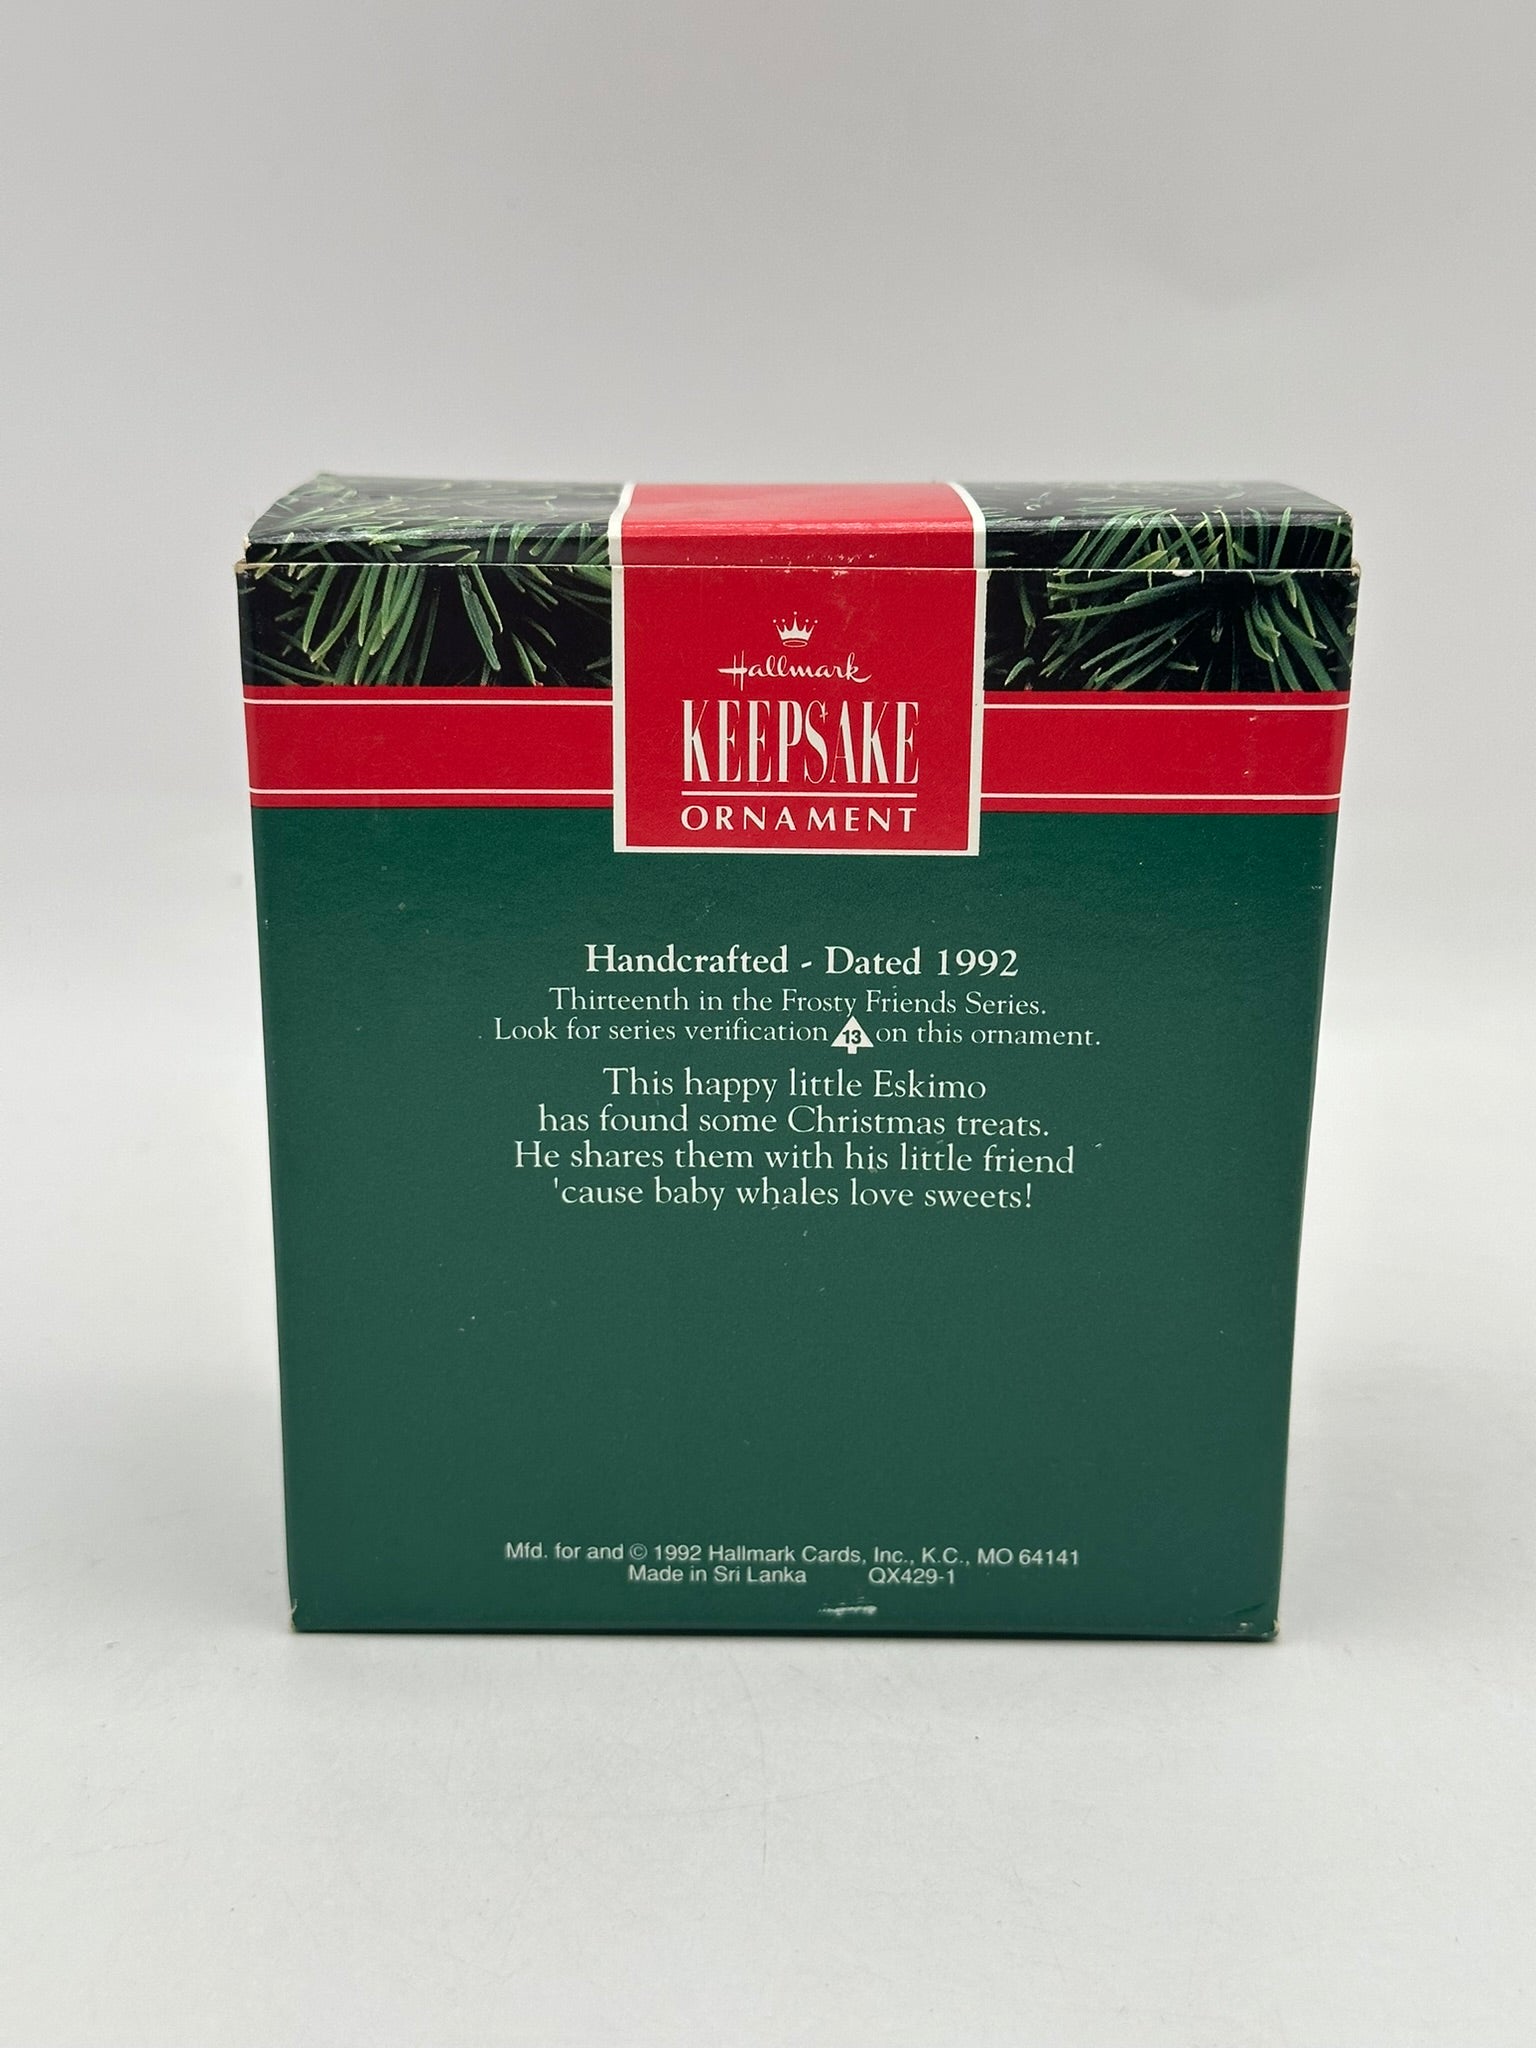 Hallmark
KEEPSAKE
ORNAMENT
Handcrafted - Dated 1992
Thirteenth in the Frosty Friends Series.
Look for series verification 13 on this ornament.
This happy little Eskimo
has found some Christmas treats.
He shares them with his little friend
'cause baby whales love sweets!
Mfd. for and © 1992 Hallmark Cards, Inc., K.C., MO 64141
Made in Sri Lanka QX429-1